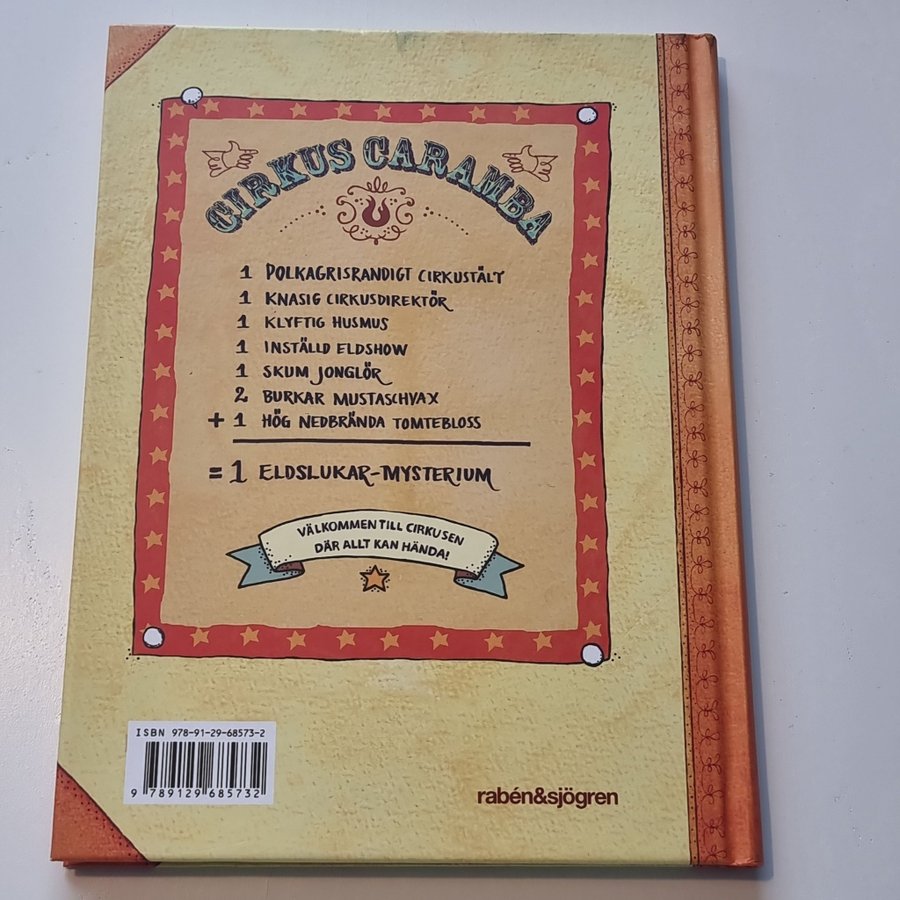 CIRKUS CARAMBA
1 POLKAGRISRANDIGT CIRKUSTÄLT
1 KNASIG CIRKUSDIREKTÖR
1 KLYFTIG HUSMUS
1 INSTÄLLD ELDSHOW
1 SKUM JONGLÖR
2 BURKAR MUSTASCHVAX
+ 1 HÖG NEDBRÄNDA TOMTEBLOSS
= 1 ELDSLUKAR-MYSTERIUM
VÄLKOMMEN TILL CIRKUSEN
DÄR ALLT KAN HÄNDA!
ISBN 978-91-29-68573-2
9 789129 685732
rabén&sjögren